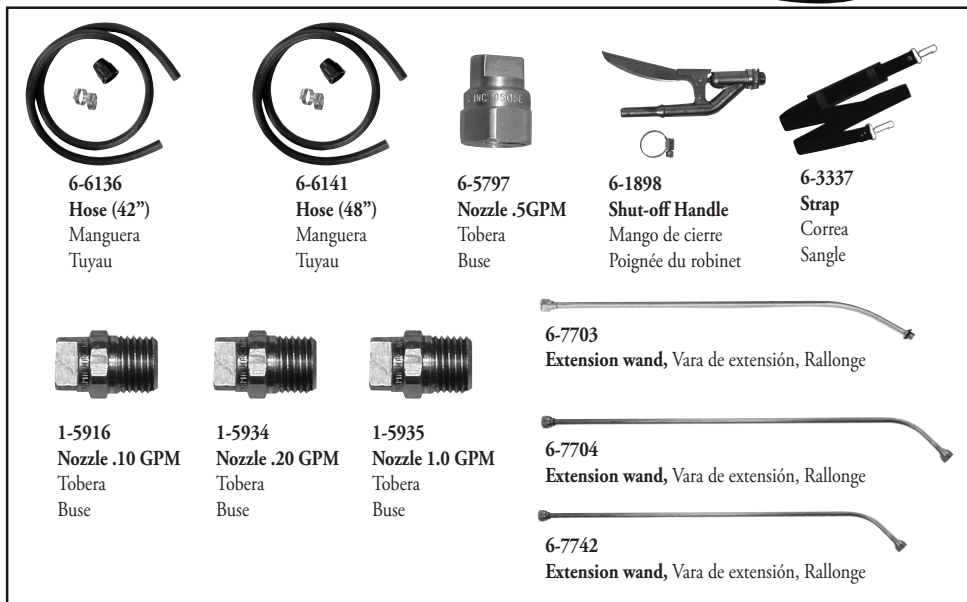 6-6136
Hose (42”)
Manguera
Tuyau
6-6141
Hose (48”)
Manguera
Tuyau
6-5797
Nozzle .5GPM
Tobera
Buse
6-1898
Shut-off Handle
Mango de cierre
Poignée du robinet
6-3337
Strap
Correa
Sangle
1-5916
Nozzle .10 GPM
Tobera
Buse
1-5934
Nozzle .20 GPM
Tobera
Buse
1-5935
Nozzle 1.0 GPM
Tobera
Buse
6-7703
Extension wand, Vara de extensión, Rallonge
6-7704
Extension wand, Vara de extensión, Rallonge
6-7742
Extension wand, Vara de extensión, Rallonge